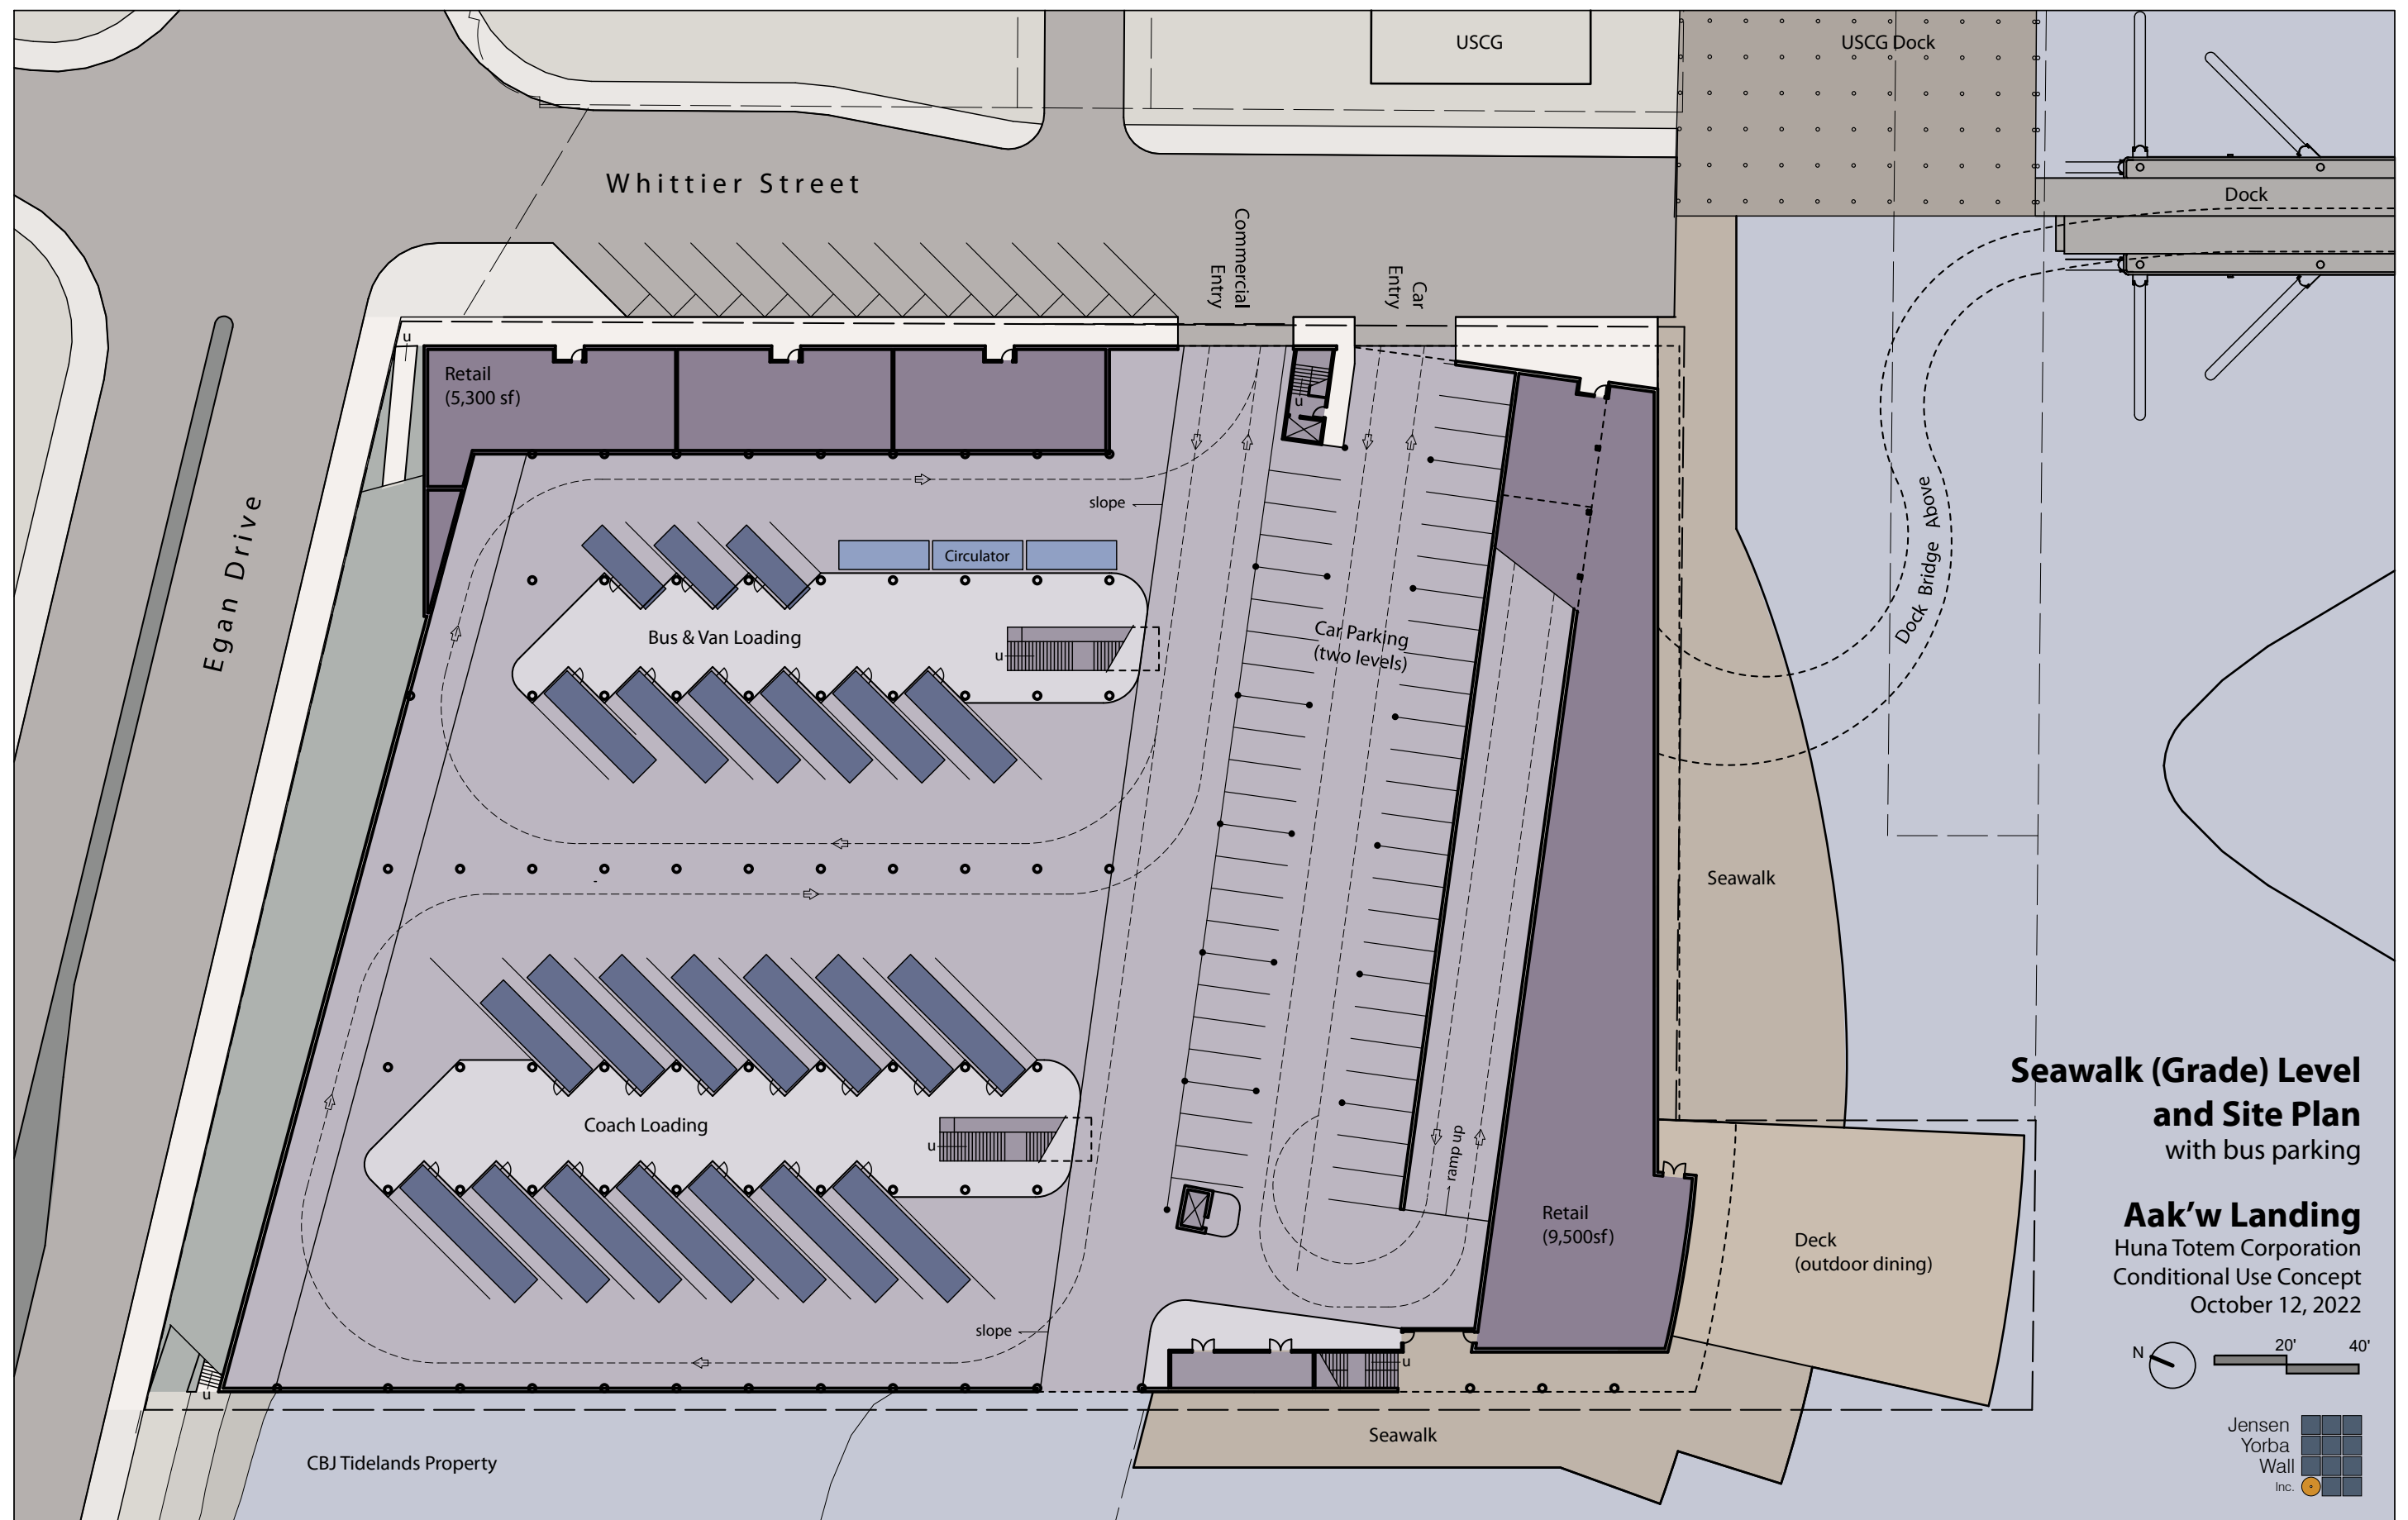 USCG
USCG Dock
Whittier Street
Dock
Commercial
Entry
Car
Entry
u
Retail
(5,300 sf)
u
slope
Egan Drive
Circulator
Dock Bridge Above
Bus & Van Loading
u
Car Parking
(two levels)
Seawalk
Seawalk (Grade) Level
and Site Plan
with bus parking
Coach Loading
u
ramp up
Aak’w Landing
Huna Totem Corporation
Conditional Use Concept
October 12, 2022
Retail
(9,500sf)
Deck
(outdoor dining)
slope
N
20'
40'
u
u
Seawalk
CBJ Tidelands Property
Jensen
Yorba
Wall
Inc.